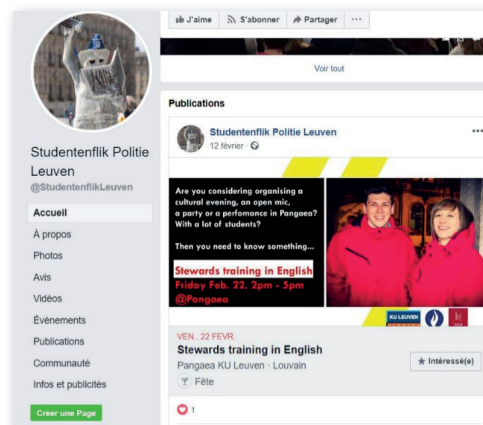 J'aime S'abonner Partager ...
Voir tout
Studentenflik Politie
Leuven
@StudentenflikLeuven
Accueil
À propos
Photos
Avis
Vidéos
Évènements
Publications
Communauté
Infos et publicités
Créer une Page
Publications
Studentenflik Politie Leuven
12 février ·
Are you considering organising a
cultural evening, an open mic,
a party or a perfomance in Pangaea?
With a lot of students?
Then you need to know something...
Stewards training in English
Friday Feb. 22, 2pm - 5pm
@Pangaea
KU LEUVEN
VEN., 22 FEVR.
Stewards training in English
Pangaea KU Leuven · Louvain
Fête
Intéressé(e)
1